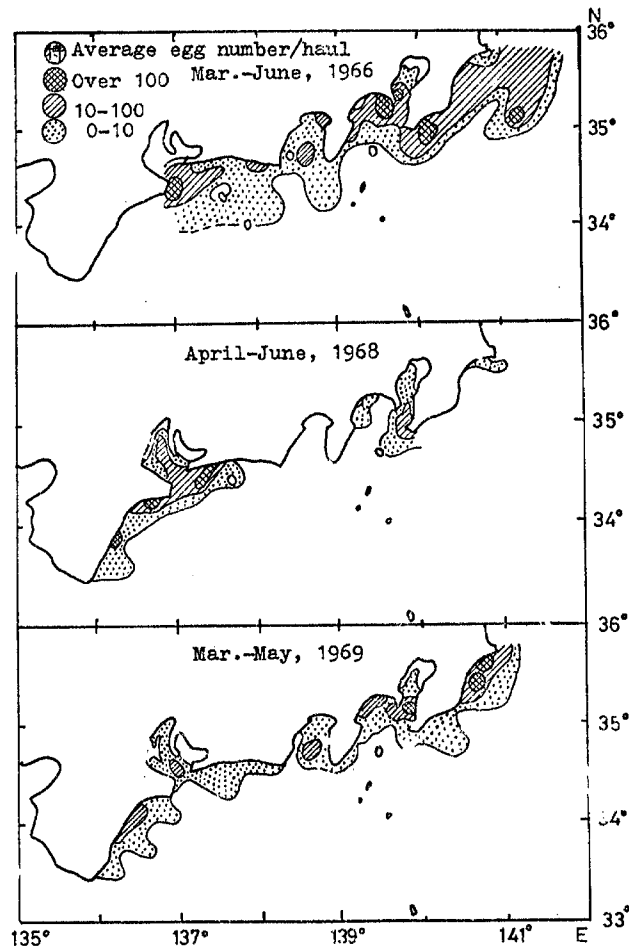 N
36°
Average egg number/haul
Over 100
Mar.-June, 1966
10-100
0-10
35°
34°
36°
April-June, 1968
35°
34°
36°
Mar.-May, 1969
35°
34°
33°
135°
137°
139°
141°
E